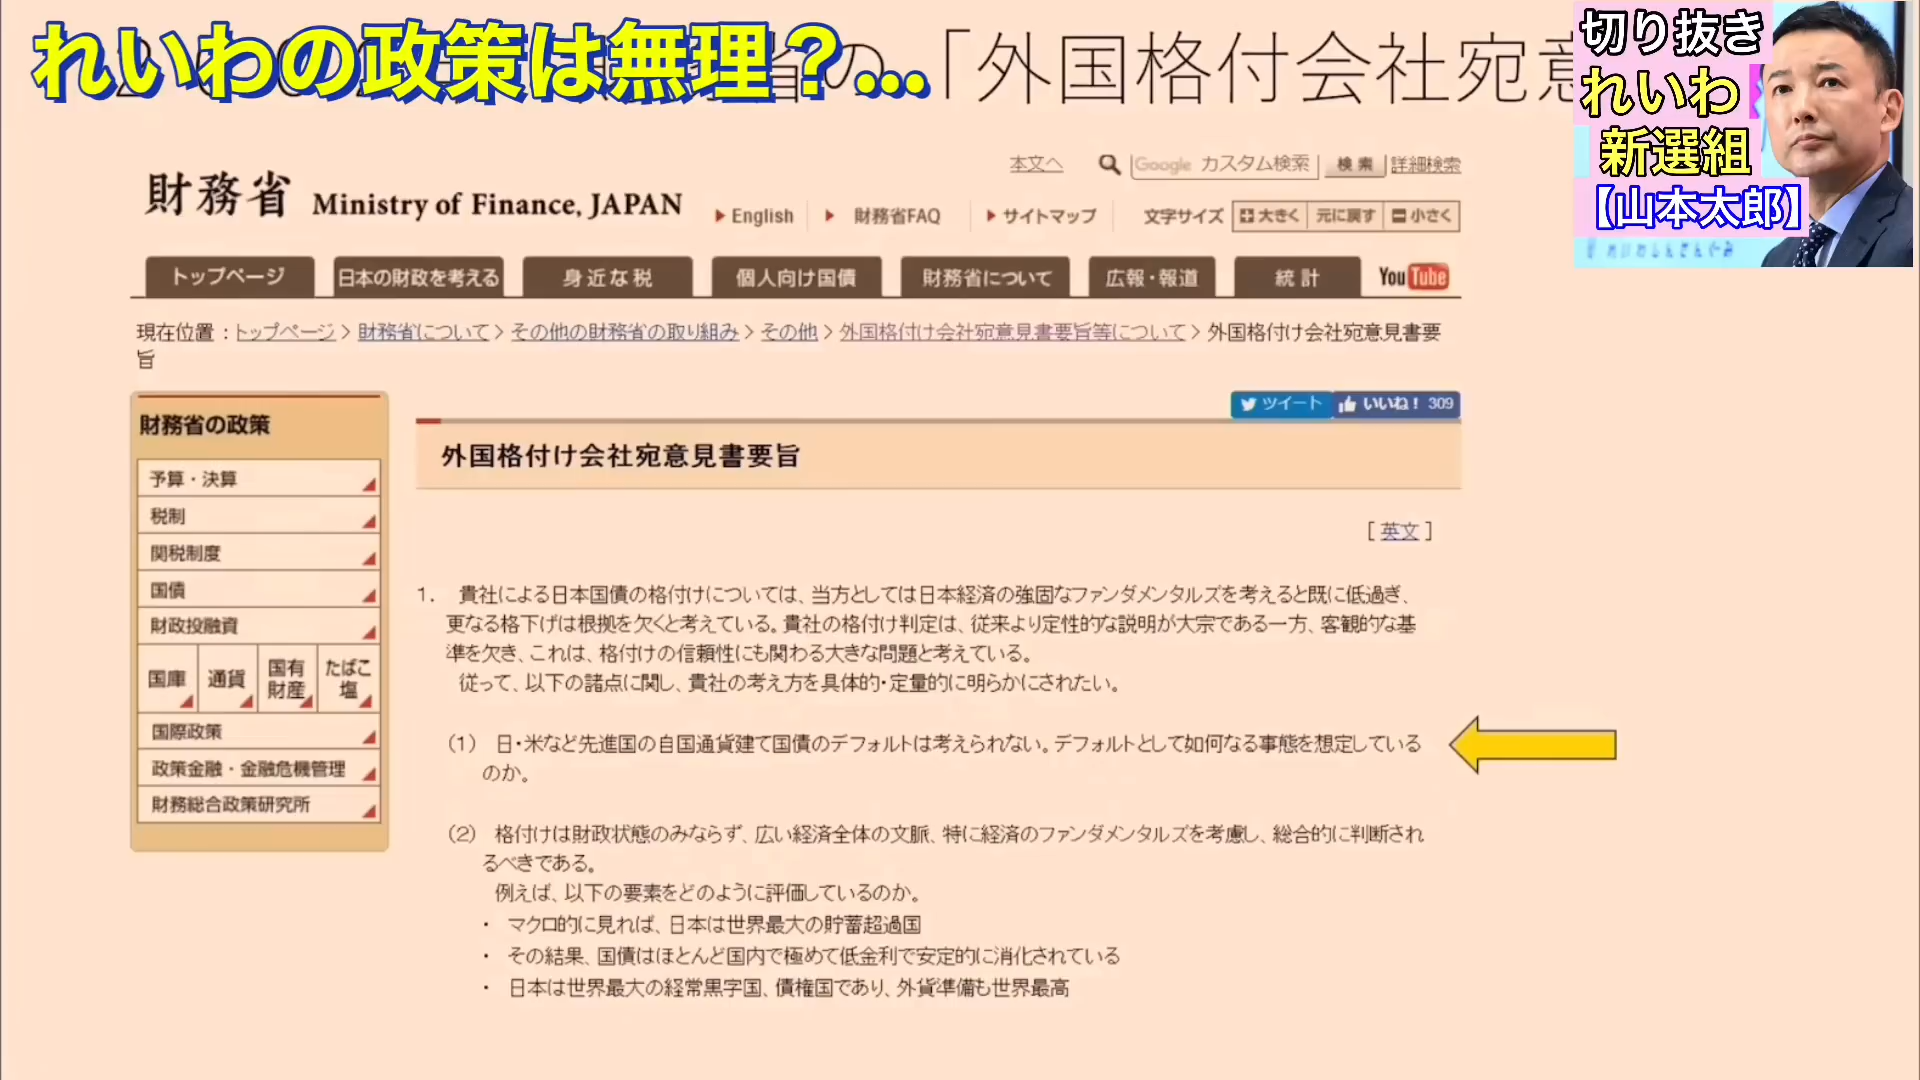 れいわの政策は無理？...
省の「外国格付会社宛意
切り抜き
れいわ
新選組
【山本太郎】
財務省 Ministry of Finance, JAPAN
本文へ
Google カスタム検索
検索
詳細検索
English
財務省FAQ
サイトマップ
文字サイズ
大きく
元に戻す
小さく
トップページ
日本の財政を考える
身近な税
個人向け国債
財務省について
広報・報道
統計
YouTube
現在位置：トップページ > 財務省について > その他の財務省の取り組み > その他 > 外国格付け会社宛意見書要旨等について > 外国格付け会社宛意見書要
旨
財務省の政策
予算・決算
税制
関税制度
国債
財政投融資
国庫
通貨
国有
財産
たばこ
塩
国際政策
政策金融・金融危機管理
財務総合政策研究所
ツイート
いいね！ 309
外国格付け会社宛意見書要旨
[英文]
1． 貴社による日本国債の格付けについては、当方としては日本経済の強固なファンダメンタルズを考えると既に低過ぎ、
更なる格下げは根拠を欠くと考えている。貴社の格付け判定は、従来より定性的な説明が大宗である一方、客観的な基
準を欠き、これは、格付けの信頼性にも関わる大きな問題と考えている。
従って、以下の諸点に関し、貴社の考え方を具体的・定量的に明らかにされたい。
（1） 日・米など先進国の自国通貨建て国債のデフォルトは考えられない。デフォルトとして如何なる事態を想定している
のか。
（2） 格付けは財政状態のみならず、広い経済全体の文脈、特に経済のファンダメンタルズを考慮し、総合的に判断され
るべきである。
例えば、以下の要素をどのように評価しているのか。
・ マクロ的に見れば、日本は世界最大の貯蓄超過国
・ その結果、国債はほとんど国内で極めて低金利で安定的に消化されている
・ 日本は世界最大の経常黒字国、債権国であり、外貨準備も世界最高